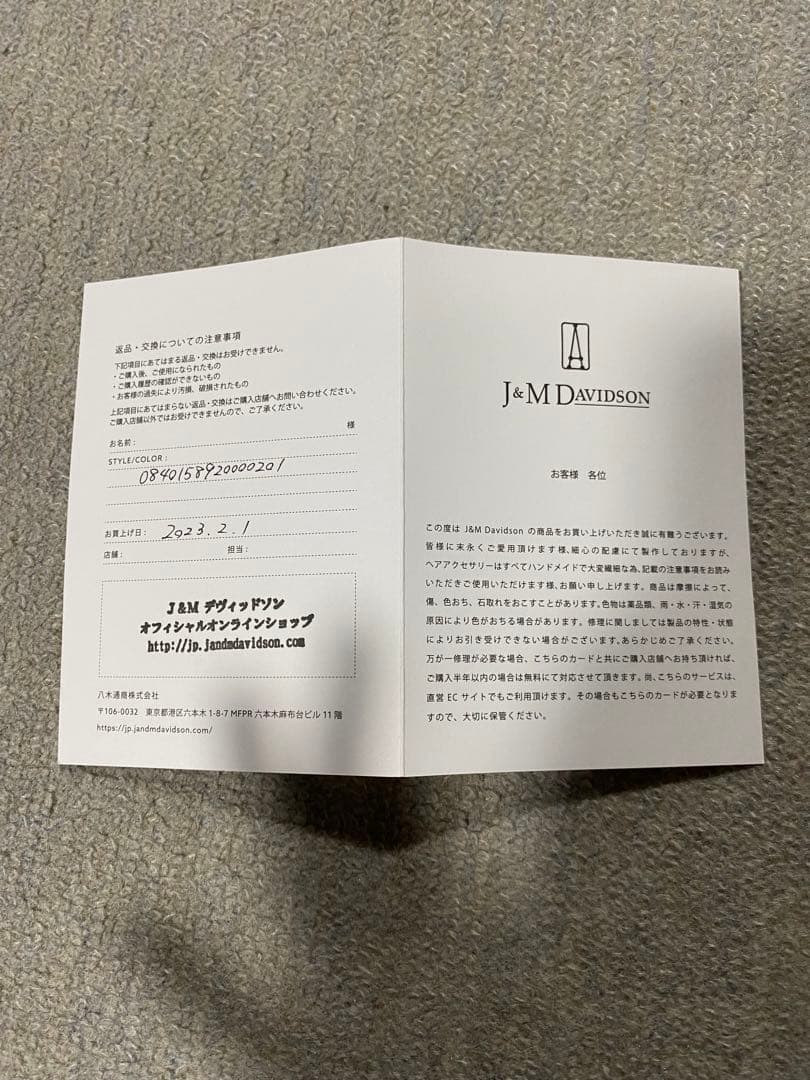 返品・交換についての注意事項
下記項目にあてはまる返品・交換はお受けできません。
・ご購入後、ご使用になられたもの
・ご購入履歴の確認ができないもの
・お客様の過失により汚損、破損されたもの
上記項目にあてはまらない返品・交換はご購入店舗へお問い合わせください。
ご購入店舗以外ではお受けできませんので、ご了承ください。
お名前： 様
STYLE/COLOR：
0840158920000201
お買上げ日： 2023.2.1
店舗： 担当：
J&M デヴィッドソン
オフィシャルオンラインショップ
http://jp.jandmdavidson.com
八木通商株式会社
〒106-0032 東京都港区六本木 1-8-7 MFPR 六本木麻布台ビル 11 階
https://jp.jandmdavidson.com/
J&M DAVIDSON
お客様 各位
この度は J&M Davidson の商品をお買い上げいただき誠に有難うございます。
皆様に末永くご愛用頂けます様、細心の配慮にて製作しておりますが、
ヘアアクセサリーはすべてハンドメイドで大変繊細な為、記載の注意事項をお読み
いただきご使用いただけます様、お願い申し上げます。商品は摩擦によって、
傷、色おち、石取れをおこすことがあります。色物は薬品類、雨・水・汗・湿気の
原因により色がおちる場合があります。修理に関しましては製品の特性・状態
によりお引き受けできない場合がございます。あらかじめご了承ください。
万が一修理が必要な場合、こちらのカードと共にご購入店舗へお持ち頂ければ、
ご購入半年以内の場合は無料にて対応させて頂きます。尚、こちらのサービスは、
直営 EC サイトでもご利用頂けます。その場合もこちらのカードが必要となりま
すので、大切に保管ください。